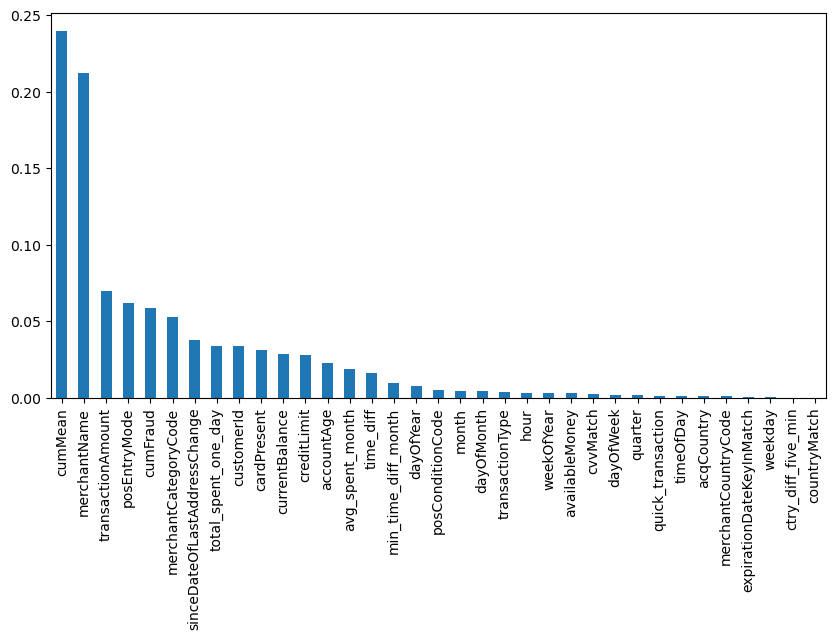 0.25
0.20
0.15
0.10
0.05
0.00
cumMean
merchantName
transactionAmount
posEntryMode
cumFraud
merchantCategoryCode
sinceDateOfLastAddressChange
total_spent_one_day
customerId
cardPresent
currentBalance
creditLimit
accountAge
avg_spent_month
time_diff
min_time_diff_month
dayOfYear
posConditionCode
month
dayOfMonth
transactionType
hour
weekOfYear
availableMoney
cvvMatch
dayOfWeek
quarter
quick_transaction
timeOfDay
acqCountry
merchantCountryCode
expirationDateKeyInMatch
weekday
ctry_diff_five_min
countryMatch